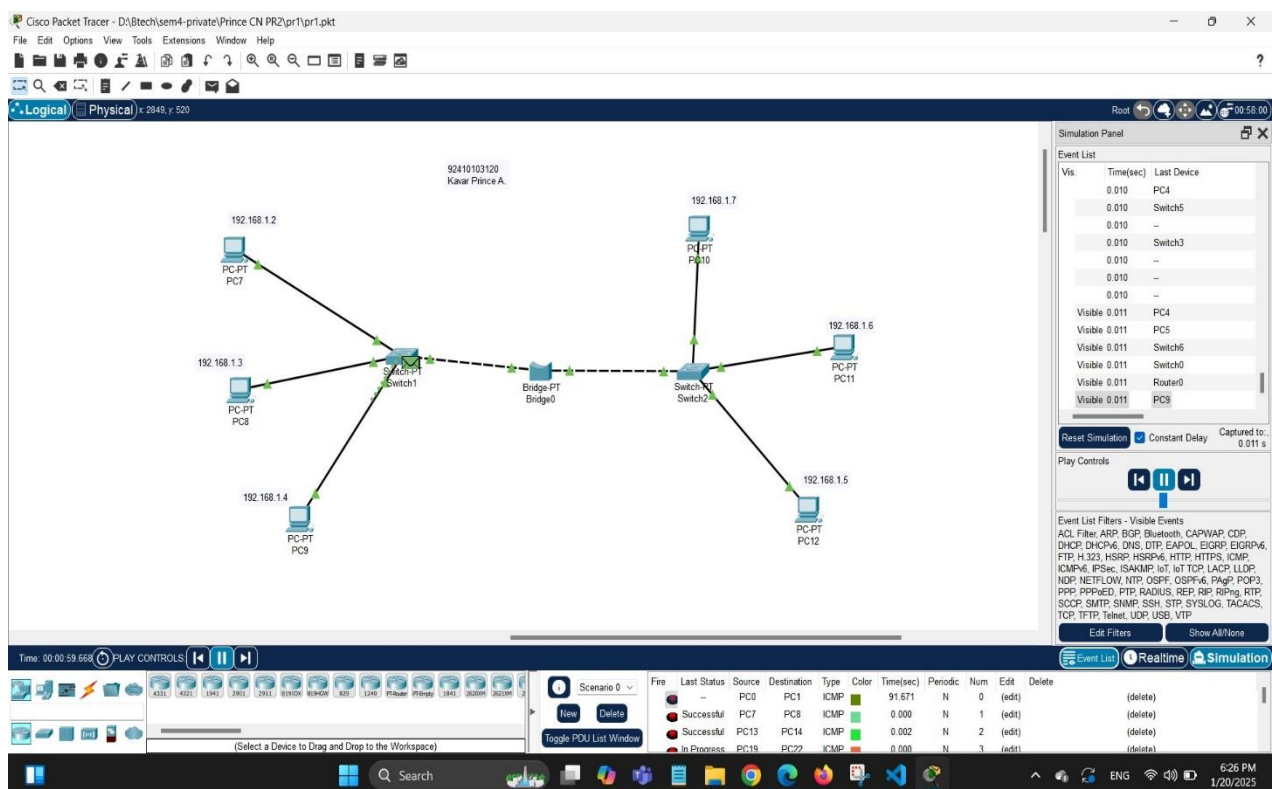 Cisco Packet Tracer - D:\Btech\sem4-private\Prince CN PR2\pr1\pr1.pkt
File Edit Options View Tools Extensions Window Help
?
Logical Physical x: 2849, y: 520
Root 00:58:00
92410103120
Kavar Prince A.
192.168.1.2
PC-PT
PC7
192.168.1.3
PC-PT
PC8
192.168.1.4
PC-PT
PC9
Switch-PT
Switch1
Bridge-PT
Bridge0
Switch-PT
Switch2
192.168.1.7
PC-PT
PC10
192.168.1.6
PC-PT
PC11
192.168.1.5
PC-PT
PC12
Simulation Panel
Event List
Vis. Time(sec) Last Device
0.010 PC4
0.010 Switch5
0.010 --
0.010 Switch3
0.010 --
0.010 --
0.010 --
Visible 0.011 PC4
Visible 0.011 PC5
Visible 0.011 Switch6
Visible 0.011 Switch0
Visible 0.011 Router0
Visible 0.011 PC9
Reset Simulation Constant Delay Captured to:
0.011 s
Play Controls
Event List Filters - Visible Events
ACL Filter, ARP, BGP, Bluetooth, CAPWAP, CDP,
DHCP, DHCPv6, DNS, DTP, EAPOL, EIGRP, EIGRPv6,
FTP, H.323, HSRP, HSRPv6, HTTP, HTTPS, ICMP,
ICMPv6, IPSec, ISAKMP, IoT, IoT TCP, LACP, LLDP,
NDP, NETFLOW, NTP, OSPF, OSPFv6, PAgP, POP3,
PPP, PPPoED, PTP, RADIUS, REP, RIP, RIPng, RTP,
SCCP, SMTP, SNMP, SSH, STP, SYSLOG, TACACS,
TCP, TFTP, Telnet, UDP, USB, VTP
Edit Filters Show All/None
Time: 00:00:59.668 PLAY CONTROLS:
Event List Realtime Simulation
4331 4321 1941 2901 2911 819IOX 819HGW 829 1240 PT-Router PT-Empty 1841 2620XM 2621XM
(Select a Device to Drag and Drop to the Workspace)
Scenario 0
New Delete
Toggle PDU List Window
Fire Last Status Source Destination Type Color Time(sec) Periodic Num Edit Delete
-- PC0 PC1 ICMP 91.671 N 0 (edit) (delete)
Successful PC7 PC8 ICMP 0.000 N 1 (edit) (delete)
Successful PC13 PC14 ICMP 0.002 N 2 (edit) (delete)
In Progress PC19 PC22 ICMP 0.000 N 3 (edit) (delete)
Search
ENG
6:26 PM
1/20/2025